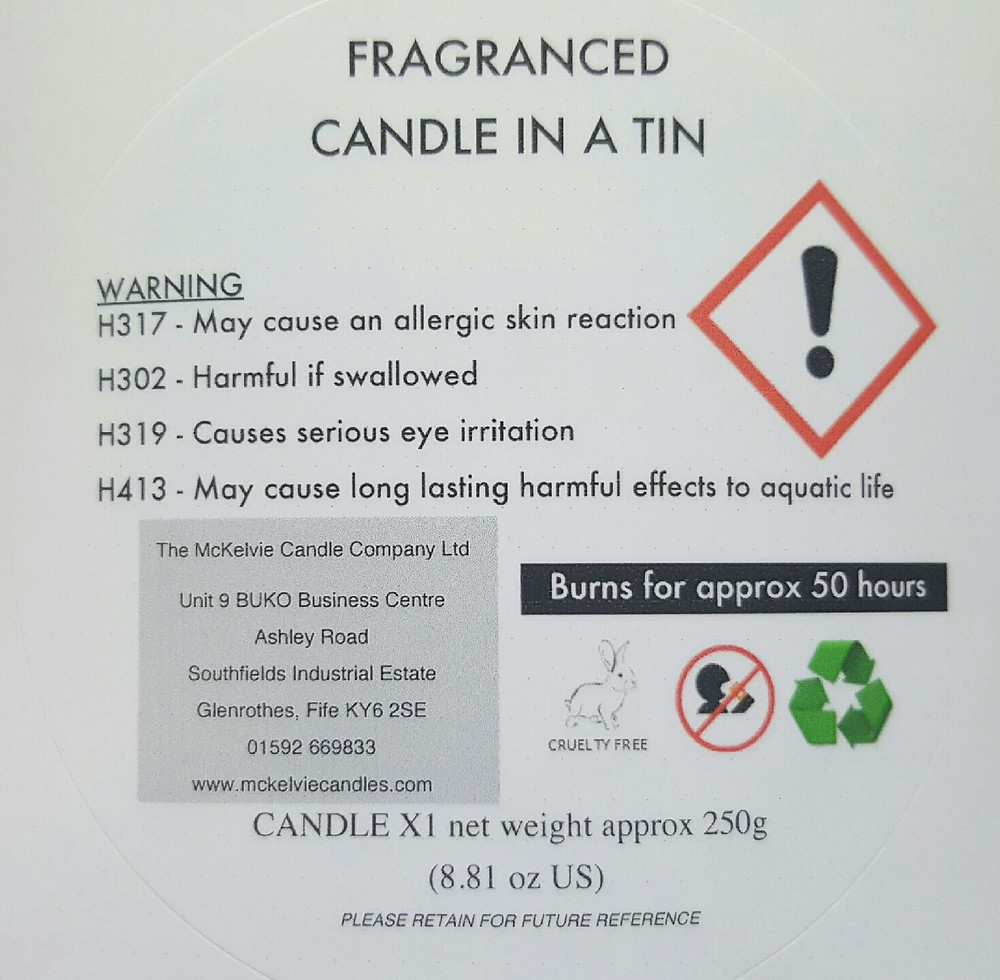 FRAGRANCED
CANDLE IN A TIN
WARNING
H317 - May cause an allergic skin reaction
H302 - Harmful if swallowed
H319 - Causes serious eye irritation
H413 - May cause long lasting harmful effects to aquatic life
The McKelvie Candle Company Ltd
Unit 9 BUKO Business Centre
Ashley Road
Southfields Industrial Estate
Glenrothes, Fife KY6 2SE
01592 669833
www.mckelviecandles.com
Burns for approx 50 hours
CRUELTY FREE
CANDLE X1 net weight approx 250g
(8.81 oz US)
PLEASE RETAIN FOR FUTURE REFERENCE